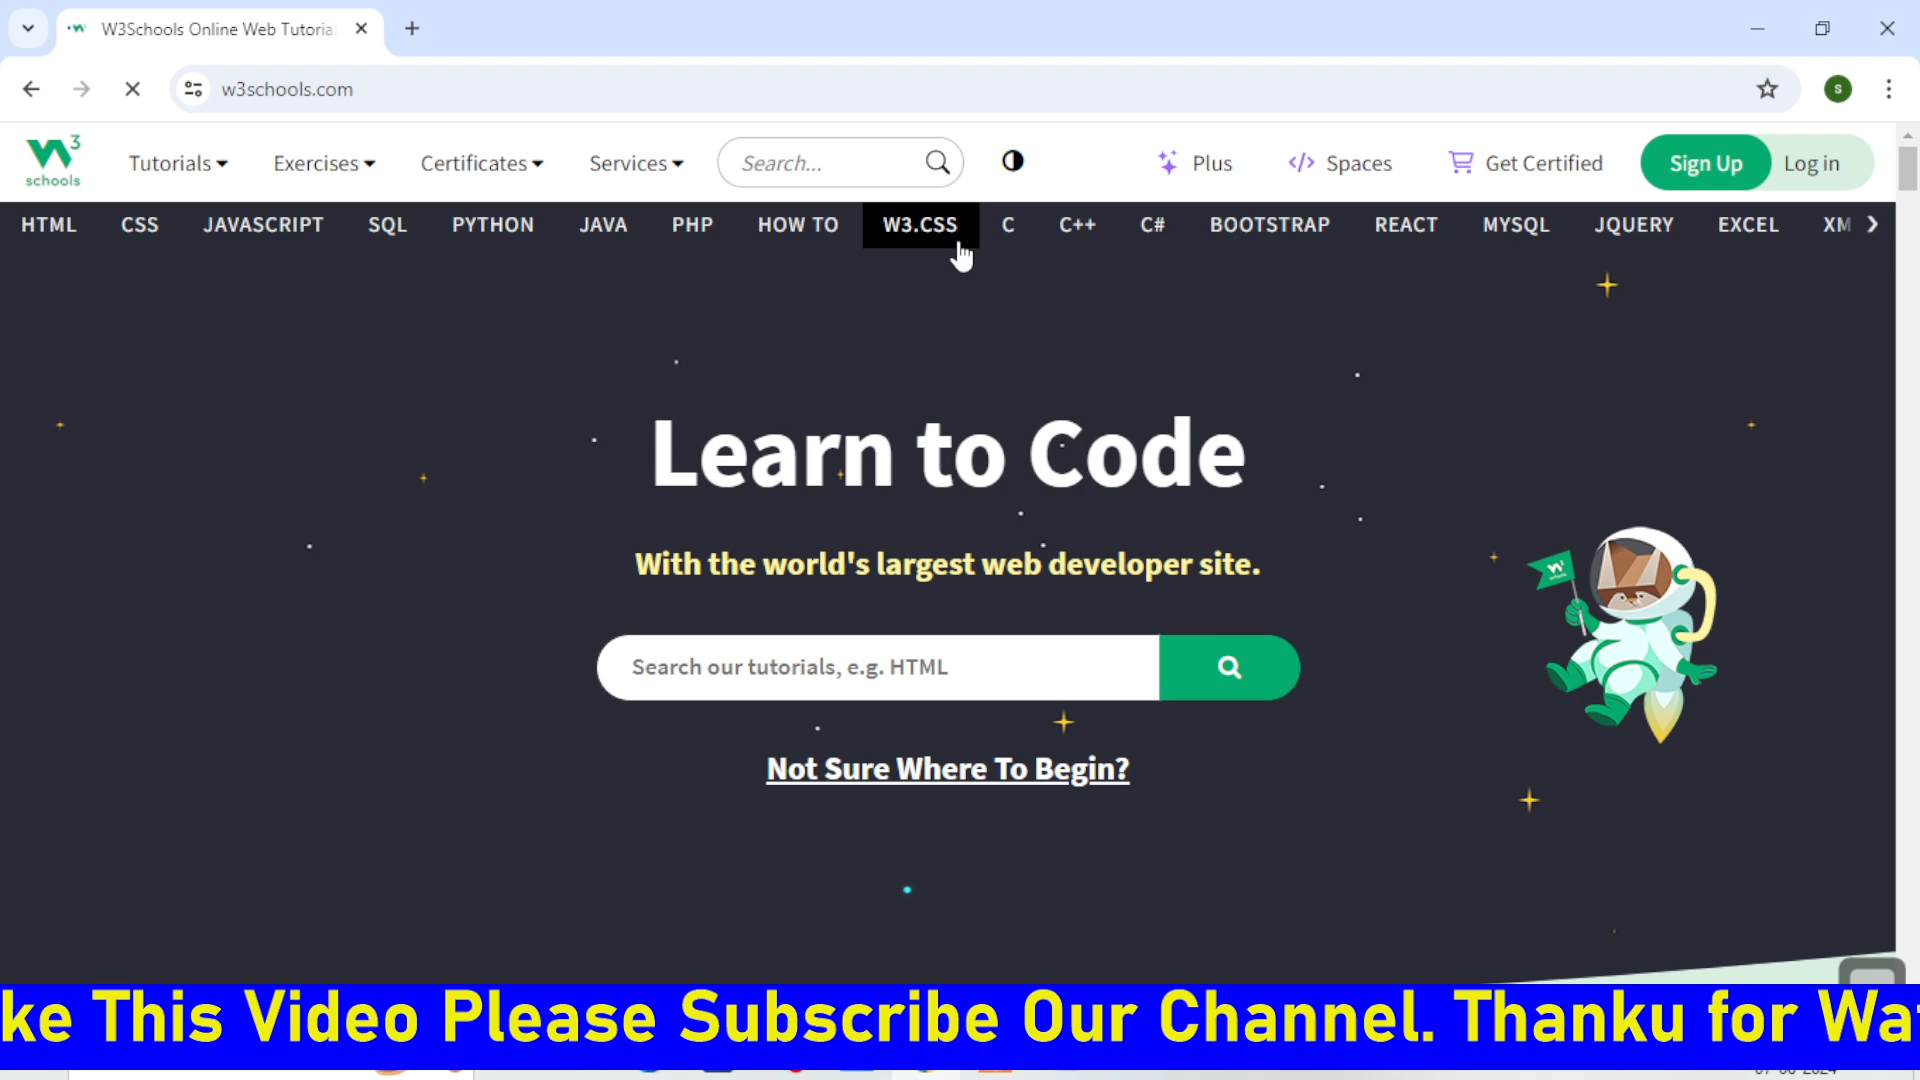 W3Schools Online Web Tutoria
w3schools.com
W3 schools
Tutorials Exercises Certificates Services Search... Plus Spaces Get Certified Sign Up Log in
HTML CSS JAVASCRIPT SQL PYTHON JAVA PHP HOW TO W3.CSS C C++ C# BOOTSTRAP REACT MYSQL JQUERY EXCEL XM
Learn to Code
With the world's largest web developer site.
Search our tutorials, e.g. HTML
Not Sure Where To Begin?
ke This Video Please Subscribe Our Channel. Thanku for Wa